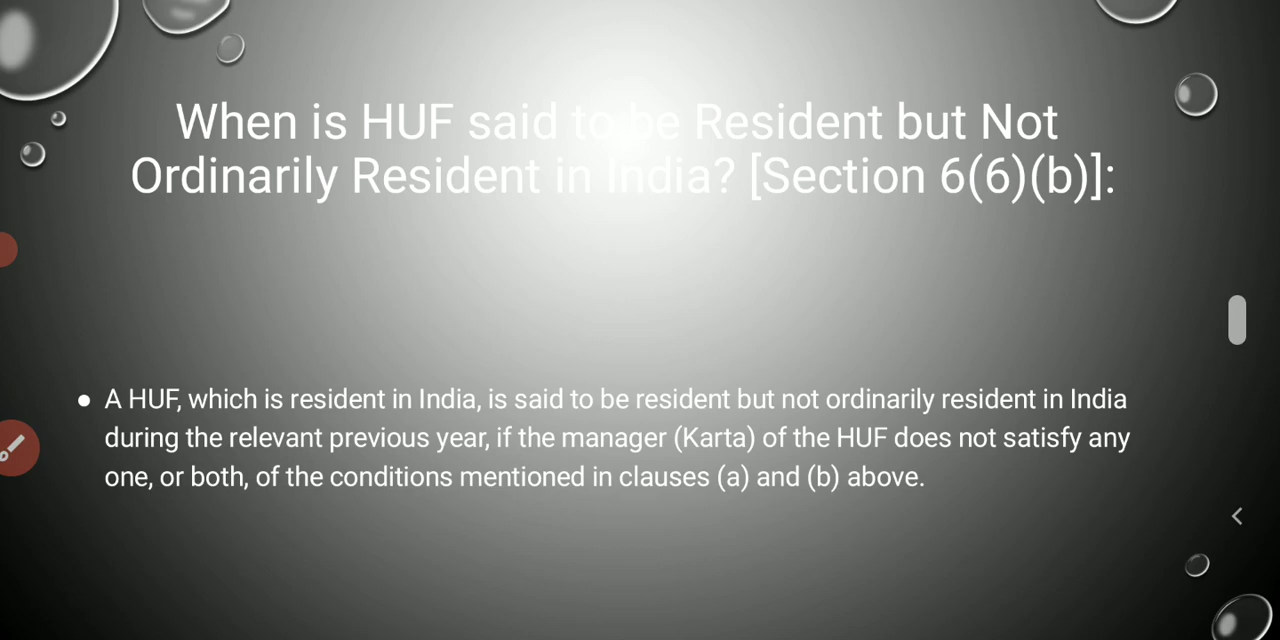 When is HUF said to be Resident but Not
Ordinarily Resident in India? [Section 6(6)(b)]:
● A HUF, which is resident in India, is said to be resident but not ordinarily resident in India
during the relevant previous year, if the manager (Karta) of the HUF does not satisfy any
one, or both, of the conditions mentioned in clauses (a) and (b) above.